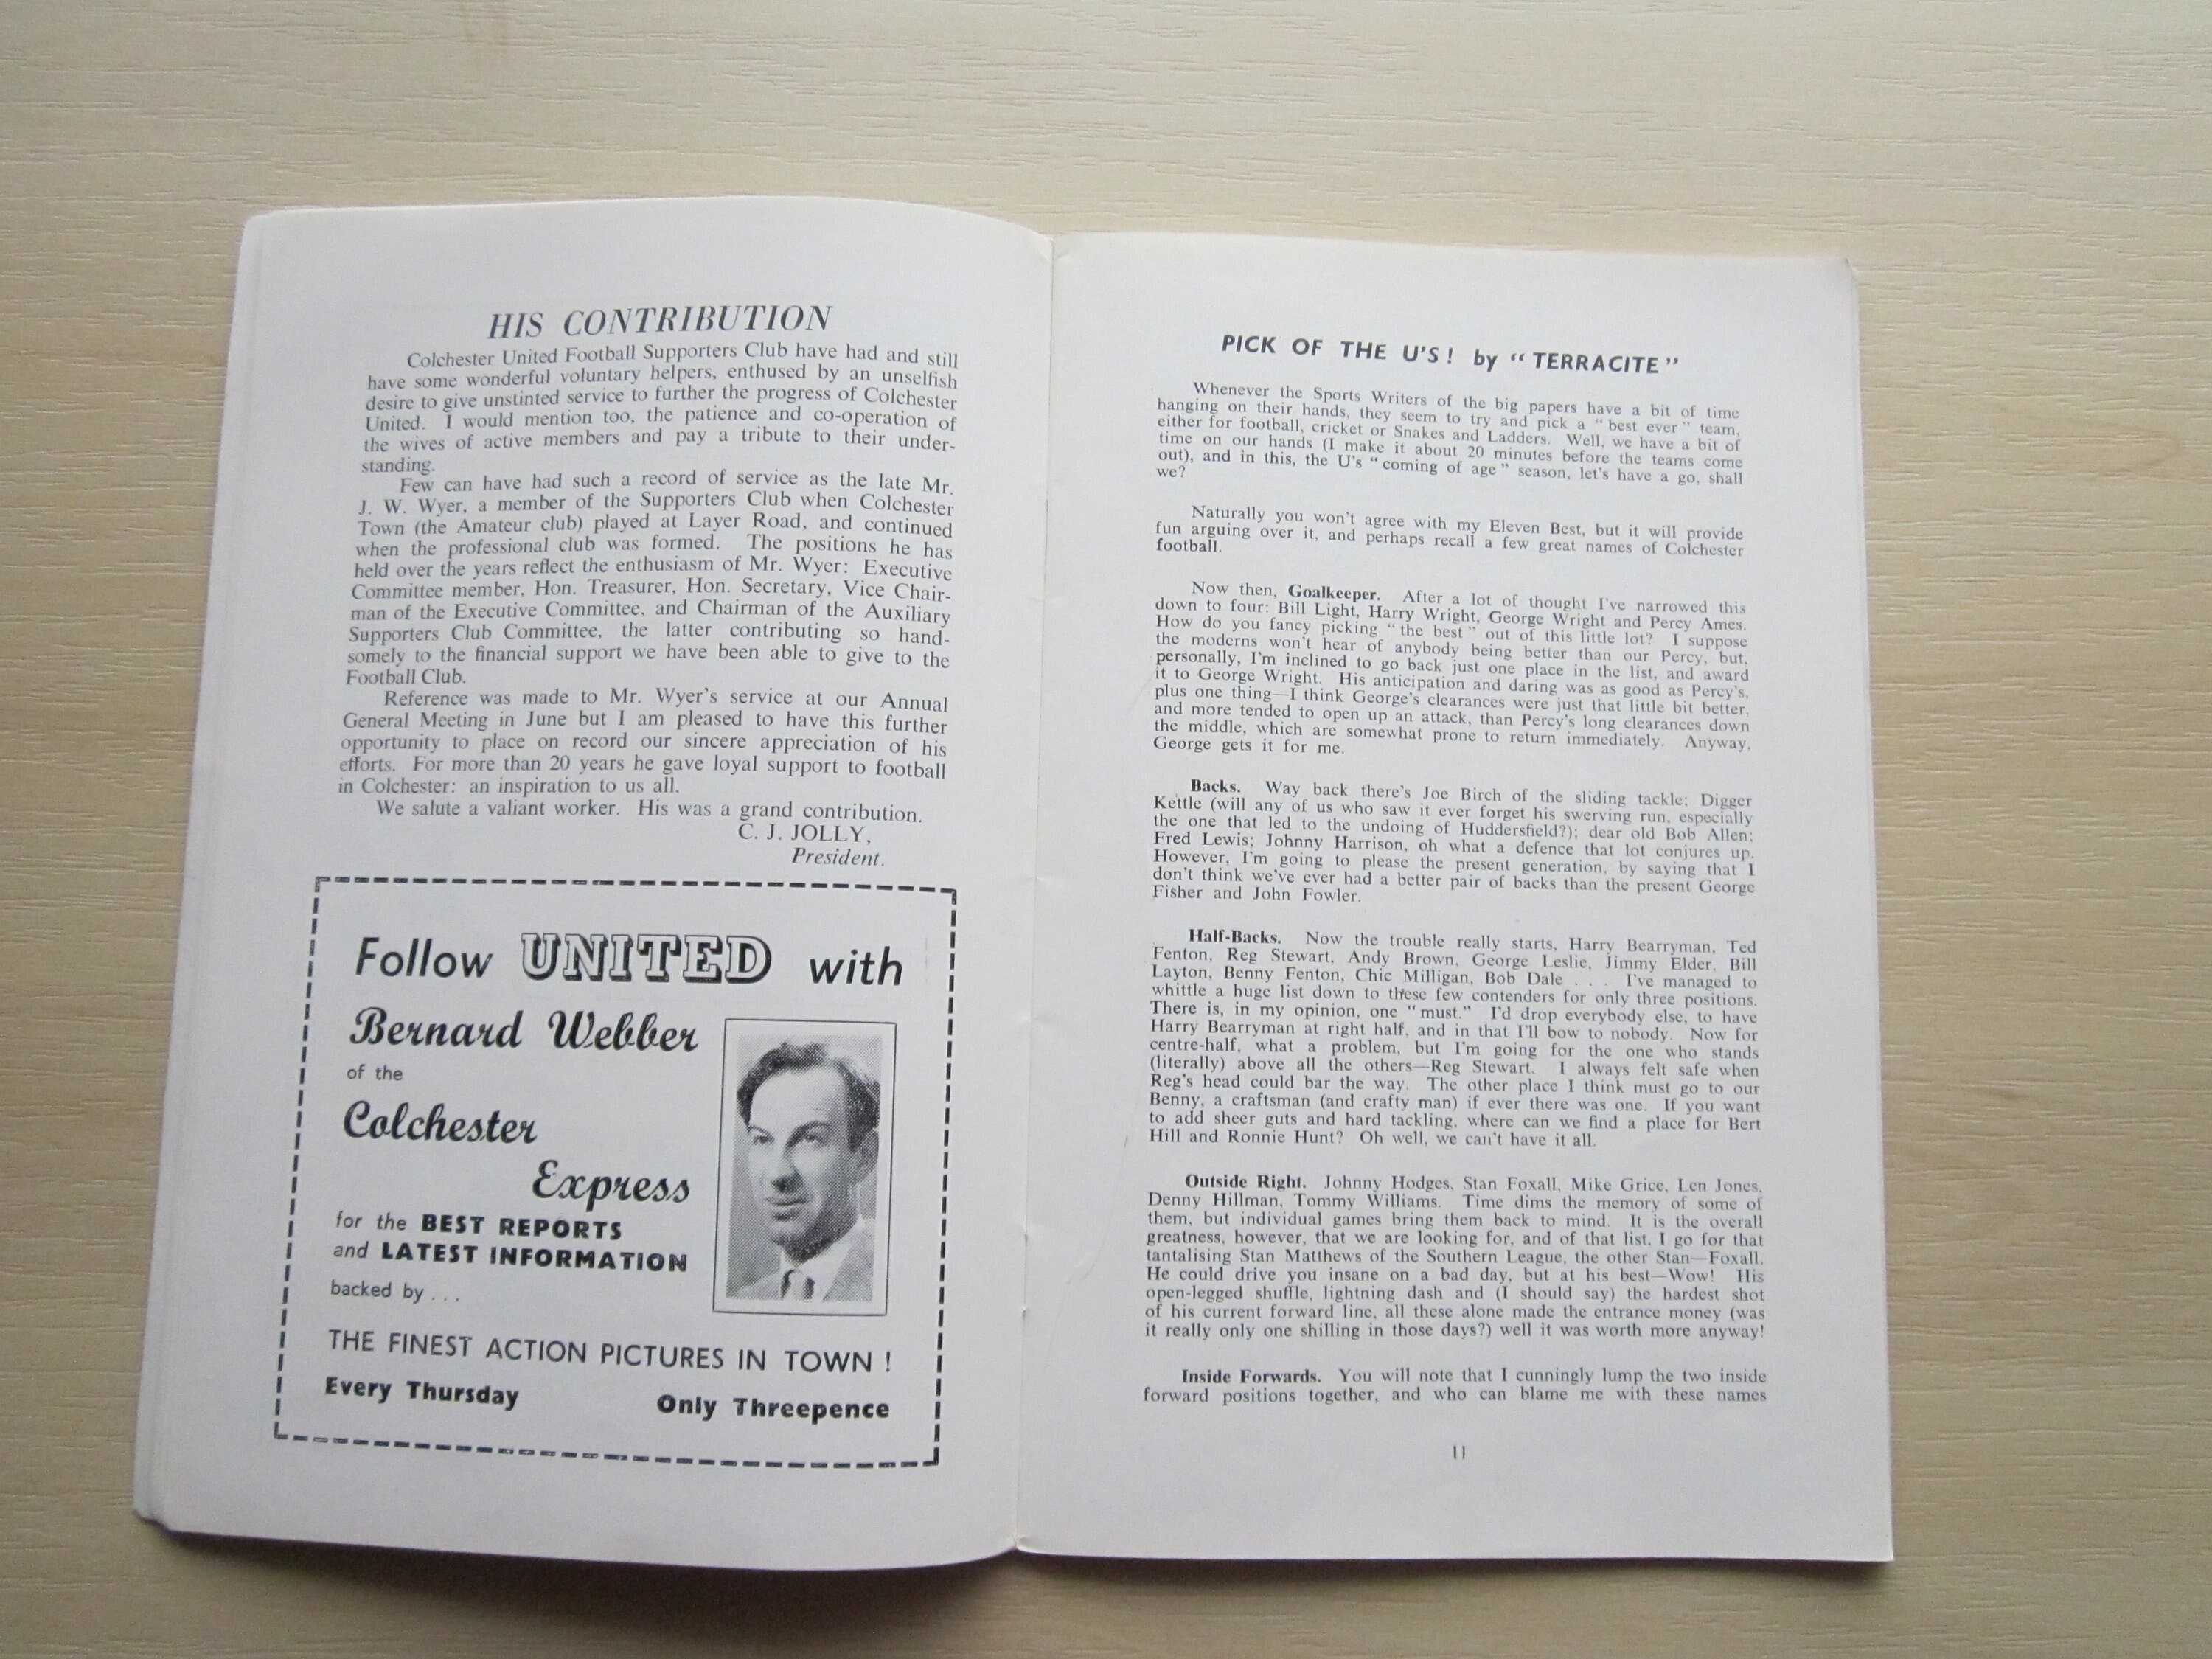 HIS CONTRIBUTION
Colchester United Football Supporters Club have had and still
have some wonderful voluntary helpers, enthused by an unselfish
desire to give unstinted service to further the progress of Colchester
United. I would mention too, the patience and co-operation of
the wives of active members and pay a tribute to their under-
standing.
Few can have had such a record of service as the late Mr.
J. W. Wyer, a member of the Supporters Club when Colchester
Town (the Amateur club) played at Layer Road, and continued
when the professional club was formed. The positions he has
held over the years reflect the enthusiasm of Mr. Wyer: Executive
Committee member, Hon. Treasurer, Hon. Secretary, Vice Chair-
man of the Executive Committee, and Chairman of the Auxiliary
Supporters Club Committee, the latter contributing so hand-
somely to the financial support we have been able to give to the
Football Club.
Reference was made to Mr. Wyer's service at our Annual
General Meeting in June but I am pleased to have this further
opportunity to place on record our sincere appreciation of his
efforts. For more than 20 years he gave loyal support to football
in Colchester: an inspiration to us all.
We salute a valiant worker. His was a grand contribution.
C. J. JOLLY,
President.
Follow UNITED with
Bernard Webber
of the
Colchester
Express
for the BEST REPORTS
and LATEST INFORMATION
backed by . . .
THE FINEST ACTION PICTURES IN TOWN !
Every Thursday Only Threepence
PICK OF THE U'S! by "TERRACITE"
Whenever the Sports Writers of the big papers have a bit of time
hanging on their hands, they seem to try and pick a "best ever" team,
either for football, cricket or Snakes and Ladders. Well, we have a bit of
time on our hands (I make it about 20 minutes before the teams come
out), and in this, the U's "coming of age" season, let's have a go, shall
we?
Naturally you won't agree with my Eleven Best, but it will provide
fun arguing over it, and perhaps recall a few great names of Colchester
football.
Now then, Goalkeeper. After a lot of thought I've narrowed this
down to four: Bill Light, Harry Wright, George Wright and Percy Ames.
How do you fancy picking "the best" out of this little lot? I suppose
the moderns won't hear of anybody being better than our Percy, but,
personally, I'm inclined to go back just one place in the list, and award
it to George Wright. His anticipation and daring was as good as Percy's,
plus one thing—I think George's clearances were just that little bit better,
and more tended to open up an attack, than Percy's long clearances down
the middle, which are somewhat prone to return immediately. Anyway,
George gets it for me.
Backs. Way back there's Joe Birch of the sliding tackle; Digger
Kettle (will any of us who saw it ever forget his swerving run, especially
the one that led to the undoing of Huddersfield?); dear old Bob Allen;
Fred Lewis; Johnny Harrison, oh what a defence that lot conjures up.
However, I'm going to please the present generation, by saying that I
don't think we've ever had a better pair of backs than the present George
Fisher and John Fowler.
Half-Backs. Now the trouble really starts, Harry Bearryman, Ted
Fenton, Reg Stewart, Andy Brown, George Leslie, Jimmy Elder, Bill
Layton, Benny Fenton, Chic Milligan, Bob Dale . . . I've managed to
whittle a huge list down to these few contenders for only three positions.
There is, in my opinion, one "must." I'd drop everybody else, to have
Harry Bearryman at right half, and in that I'll bow to nobody. Now for
centre-half, what a problem, but I'm going for the one who stands
(literally) above all the others—Reg Stewart. I always felt safe when
Reg's head could bar the way. The other place I think must go to our
Benny, a craftsman (and crafty man) if ever there was one. If you want
to add sheer guts and hard tackling, where can we find a place for Bert
Hill and Ronnie Hunt? Oh well, we can't have it all.
Outside Right. Johnny Hodges, Stan Foxall, Mike Grice, Len Jones,
Denny Hillman, Tommy Williams. Time dims the memory of some of
them, but individual games bring them back to mind. It is the overall
greatness, however, that we are looking for, and of that list, I go for that
tantalising Stan Matthews of the Southern League, the other Stan—Foxall.
He could drive you insane on a bad day, but at his best—Wow! His
open-legged shuffle, lightning dash and (I should say) the hardest shot
of his current forward line, all these alone made the entrance money (was
it really only one shilling in those days?) well it was worth more anyway!
Inside Forwards. You will note that I cunningly lump the two inside
forward positions together, and who can blame me with these names
11